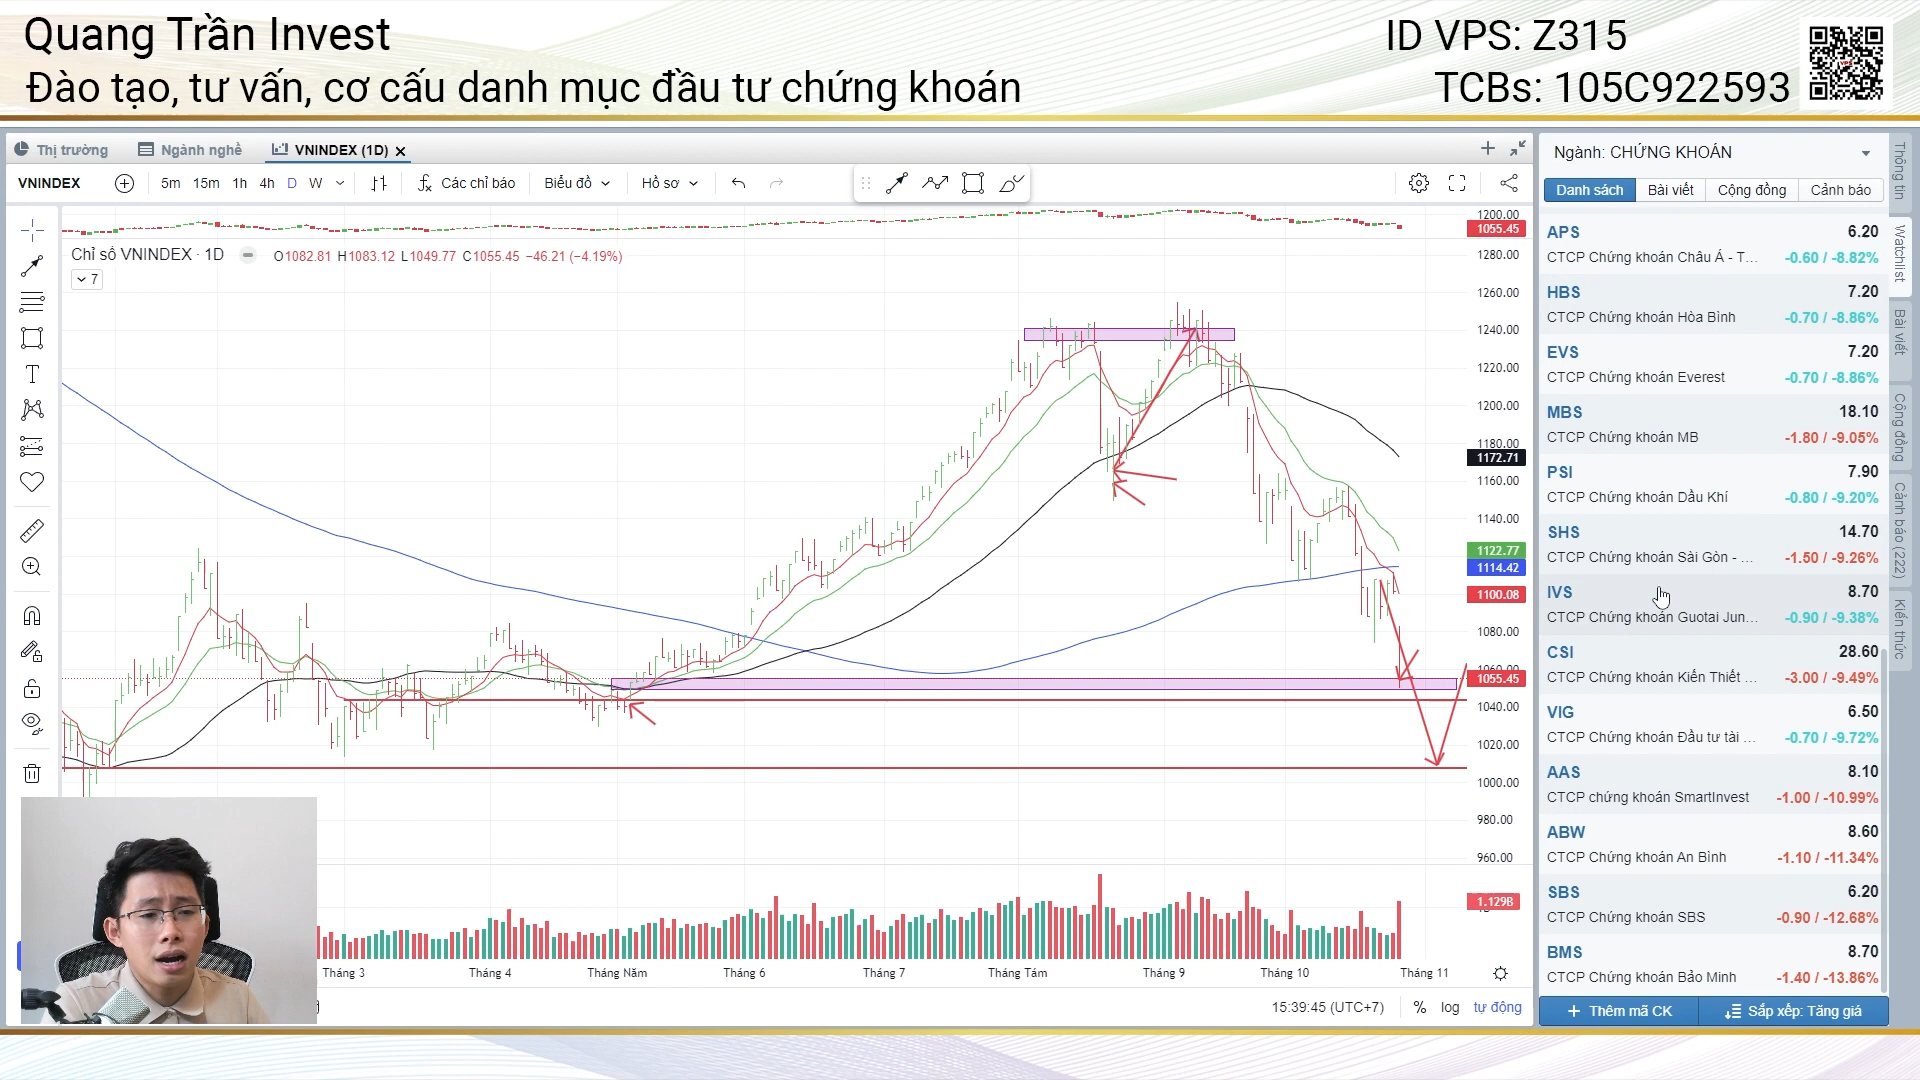 Quang Trần Invest
Đào tạo, tư vấn, cơ cấu danh mục đầu tư chứng khoán
ID VPS: Z315
TCBs: 105C922593
Thị trường
Ngành nghề
VNINDEX (1D)
VNINDEX
5m 15m 1h 4h D W
Các chỉ báo
Biểu đồ
Hồ sơ
Chỉ số VNINDEX · 1D
O1082.81 H1083.12 L1049.77 C1055.45 −46.21 (−4.19%)
7
1200.00
1055.45
1280.00
1260.00
1240.00
1220.00
1200.00
1180.00
1172.71
1160.00
1140.00
1122.77
1114.42
1100.08
1080.00
1060.00
1055.45
1040.00
1020.00
1000.00
980.00
960.00
1.129B
Tháng 3
Tháng 4
Tháng Năm
Tháng 6
Tháng 7
Tháng Tám
Tháng 9
Tháng 10
Tháng 11
15:39:45 (UTC+7)
% log tự động
Ngành: CHỨNG KHOÁN
Danh sách
Bài viết
Cộng đồng
Cảnh báo
APS 6.20
CTCP Chứng khoán Châu Á - T... -0.60 / -8.82%
HBS 7.20
CTCP Chứng khoán Hòa Bình -0.70 / -8.86%
EVS 7.20
CTCP Chứng khoán Everest -0.70 / -8.86%
MBS 18.10
CTCP Chứng khoán MB -1.80 / -9.05%
PSI 7.90
CTCP Chứng khoán Dầu Khí -0.80 / -9.20%
SHS 14.70
CTCP Chứng khoán Sài Gòn - ... -1.50 / -9.26%
IVS 8.70
CTCP Chứng khoán Guotai Jun... -0.90 / -9.38%
CSI 28.60
CTCP Chứng khoán Kiến Thiết ... -3.00 / -9.49%
VIG 6.50
CTCP Chứng khoán Đầu tư tài ... -0.70 / -9.72%
AAS 8.10
CTCP chứng khoán SmartInvest -1.00 / -10.99%
ABW 8.60
CTCP Chứng khoán An Bình -1.10 / -11.34%
SBS 6.20
CTCP Chứng khoán SBS -0.90 / -12.68%
BMS 8.70
CTCP Chứng khoán Bảo Minh -1.40 / -13.86%
Thêm mã CK
Sắp xếp: Tăng giá
Thông tin
Watchlist
Bài viết
Cộng đồng
Cảnh báo (222)
Kiến thức